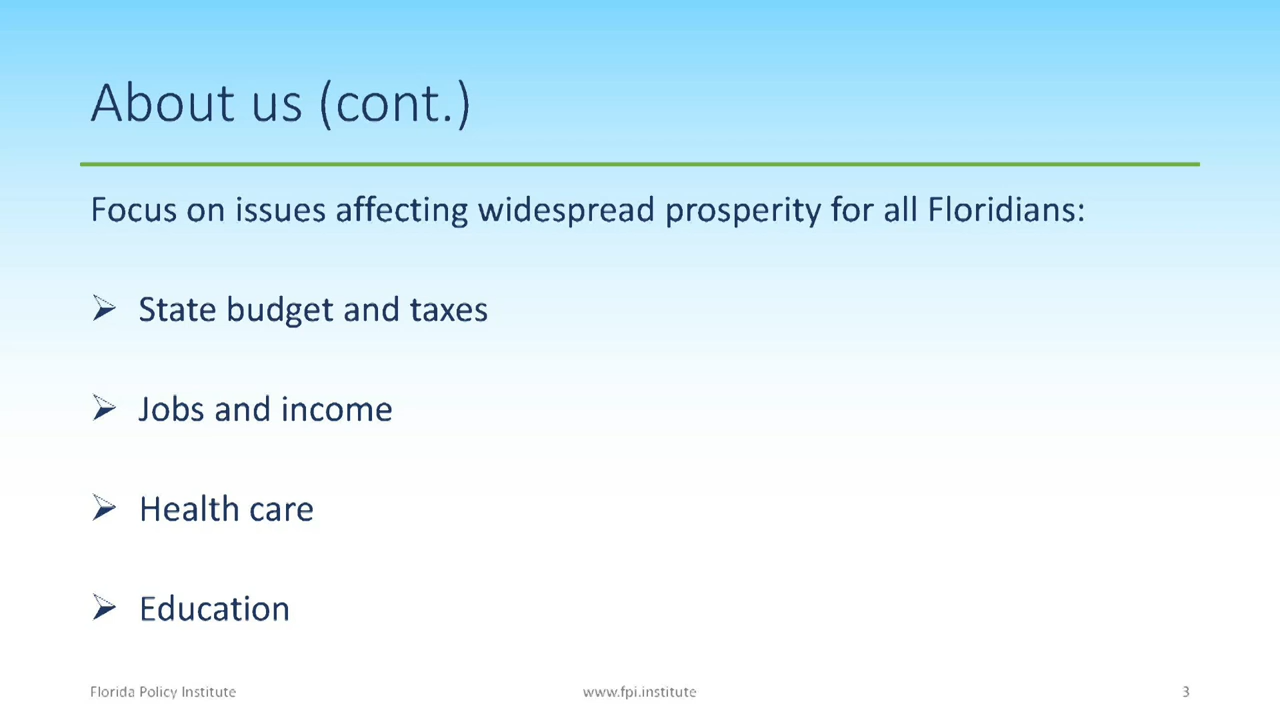 About us (cont.)
Focus on issues affecting widespread prosperity for all Floridians:
➢ State budget and taxes
➢ Jobs and income
➢ Health care
➢ Education
Florida Policy Institute
www.fpi.institute
3